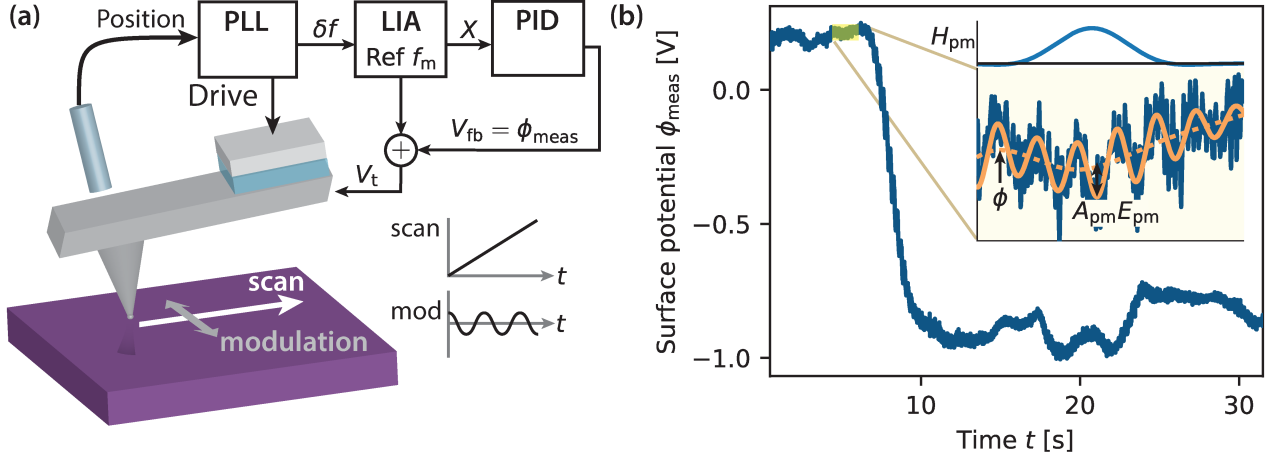 (a)
Position
PLL
δf
LIA
Ref fm
X
PID
Drive
Vfb = ϕmeas
+
Vt
scan
t
mod
t
scan
modulation
(b)
Surface potential ϕmeas [V]
0.0
−0.5
−1.0
10
20
30
Time t [s]
Hpm
ϕ
ApmEpm